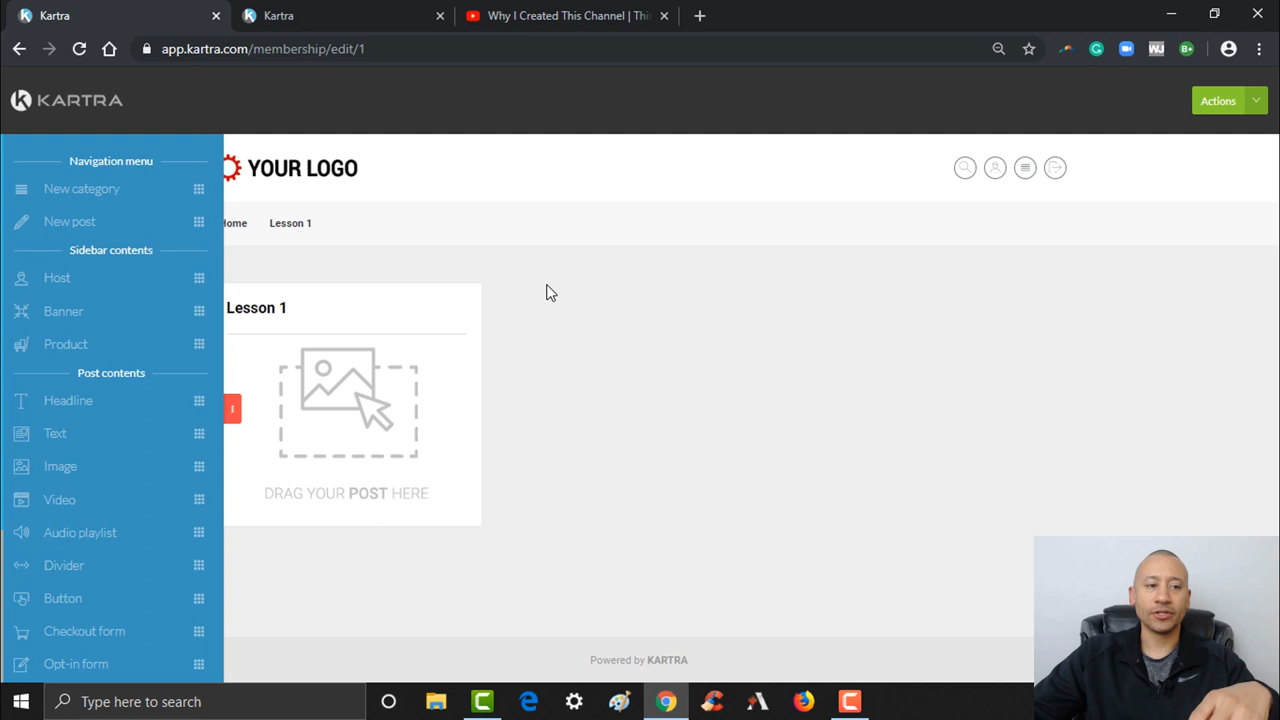 Kartra
Kartra
Why I Created This Channel | Thi
app.kartra.com/membership/edit/1
KARTRA
Actions
Navigation menu
New category
New post
Sidebar contents
Host
Banner
Product
Post contents
Headline
Text
Image
Video
Audio playlist
Divider
Button
Checkout form
Opt-in form
YOUR LOGO
Home
Lesson 1
Lesson 1
DRAG YOUR POST HERE
Powered by KARTRA
Type here to search